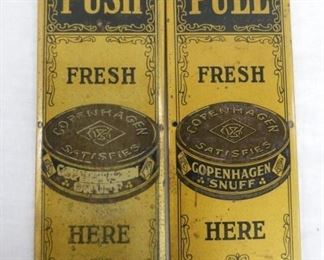 PUSH
FRESH
COPENHAGEN
SATISFIES
COPENHAGEN
SNUFF
HERE
PULL
FRESH
COPENHAGEN
SATISFIES
COPENHAGEN
SNUFF
HERE